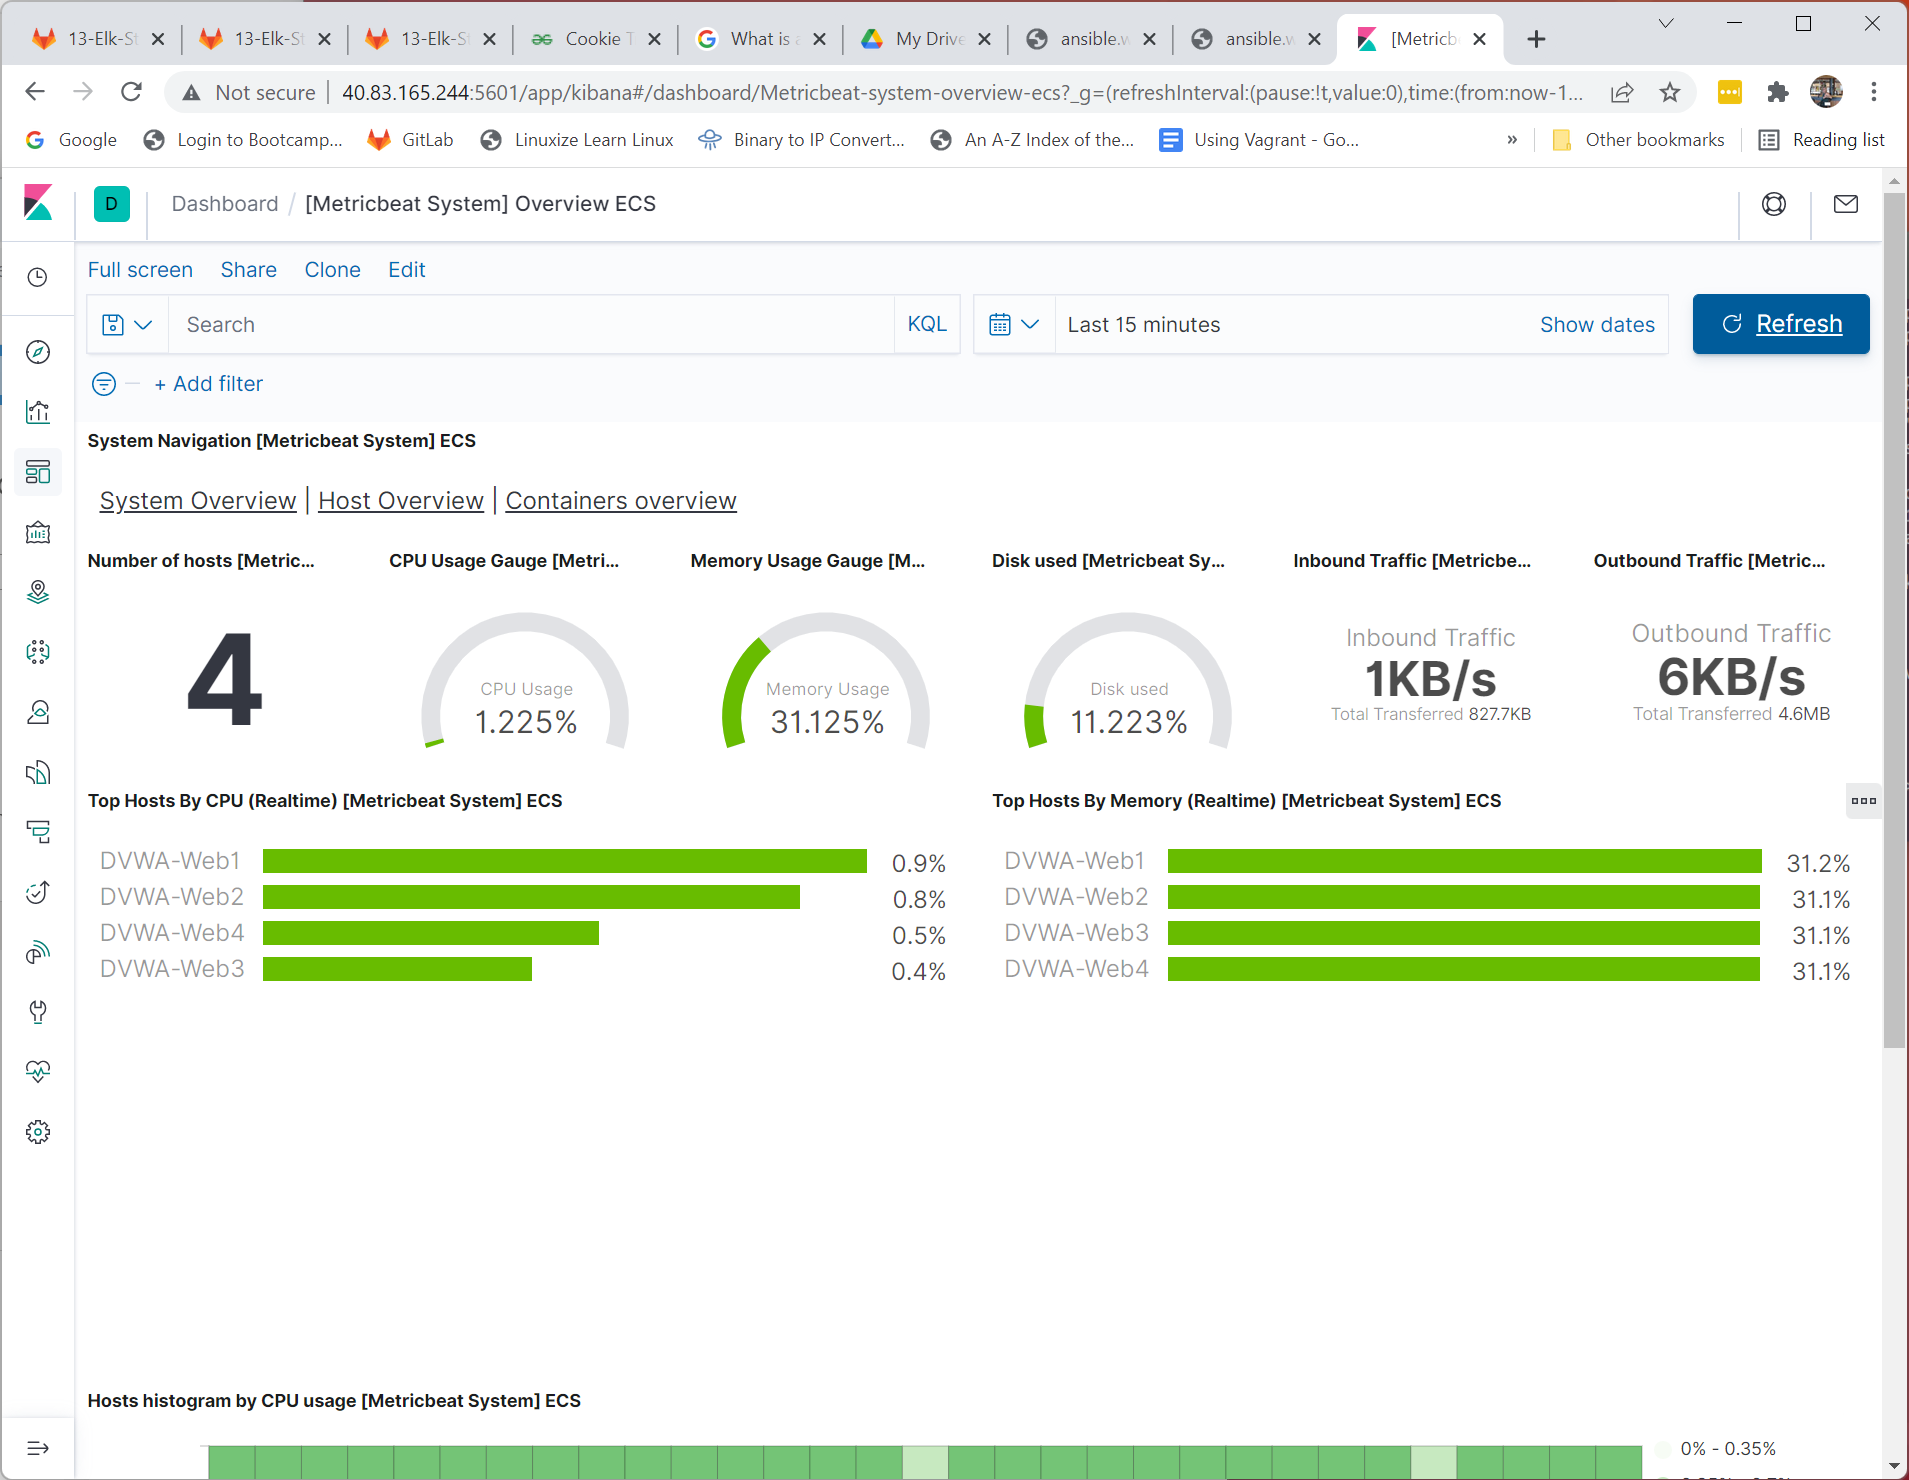 13-Elk-St
13-Elk-St
13-Elk-St
Cookie T
What is a
My Drive
ansible.w
ansible.w
[Metricb
Not secure 40.83.165.244:5601/app/kibana#/dashboard/Metricbeat-system-overview-ecs?_g=(refreshInterval:(pause:!t,value:0),time:(from:now-1...
Google Login to Bootcamp... GitLab Linuxize Learn Linux Binary to IP Convert... An A-Z Index of the... Using Vagrant - Go... » Other bookmarks Reading list
D Dashboard / [Metricbeat System] Overview ECS
Full screen Share Clone Edit
Search KQL Last 15 minutes Show dates Refresh
+ Add filter
System Navigation [Metricbeat System] ECS
System Overview | Host Overview | Containers overview
Number of hosts [Metric...
4
CPU Usage Gauge [Metri...
CPU Usage
1.225%
Memory Usage Gauge [M...
Memory Usage
31.125%
Disk used [Metricbeat Sy...
Disk used
11.223%
Inbound Traffic [Metricbe...
Inbound Traffic
1KB/s
Total Transferred 827.7KB
Outbound Traffic [Metric...
Outbound Traffic
6KB/s
Total Transferred 4.6MB
Top Hosts By CPU (Realtime) [Metricbeat System] ECS
DVWA-Web1 0.9%
DVWA-Web2 0.8%
DVWA-Web4 0.5%
DVWA-Web3 0.4%
Top Hosts By Memory (Realtime) [Metricbeat System] ECS
DVWA-Web1 31.2%
DVWA-Web2 31.1%
DVWA-Web3 31.1%
DVWA-Web4 31.1%
Hosts histogram by CPU usage [Metricbeat System] ECS
0% - 0.35%